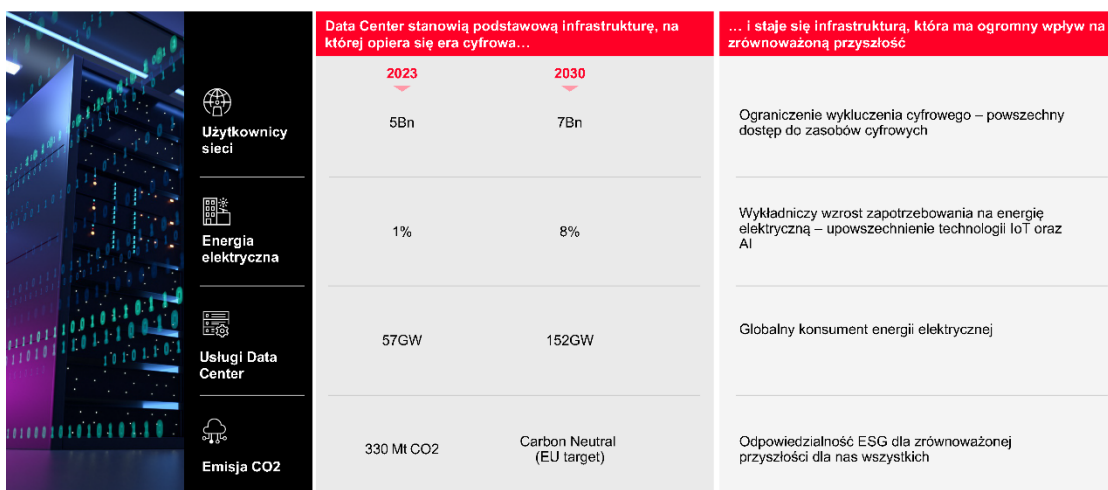 Data Center stanowią podstawową infrastrukturę, na
której opiera się era cyfrowa…
… i staje się infrastrukturą, która ma ogromny wpływ na
zrównoważoną przyszłość
2023
2030
Użytkownicy
sieci
5Bn
7Bn
Ograniczenie wykluczenia cyfrowego – powszechny
dostęp do zasobów cyfrowych
Energia
elektryczna
1%
8%
Wykładniczy wzrost zapotrzebowania na energię
elektryczną – upowszechnienie technologii IoT oraz
AI
Usługi Data
Center
57GW
152GW
Globalny konsument energii elektrycznej
Emisja CO2
330 Mt CO2
Carbon Neutral
(EU target)
Odpowiedzialność ESG dla zrównoważonej
przyszłości dla nas wszystkich